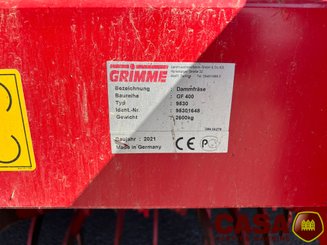 GRIMME
Bezeichnung : Dammfräse
Baureihe : GF 400
Typ : 9530
Ident.-Nr. : 95301648
Gewicht : 2600kg
Baujahr : 2021
Made in Germany
CE
CASA